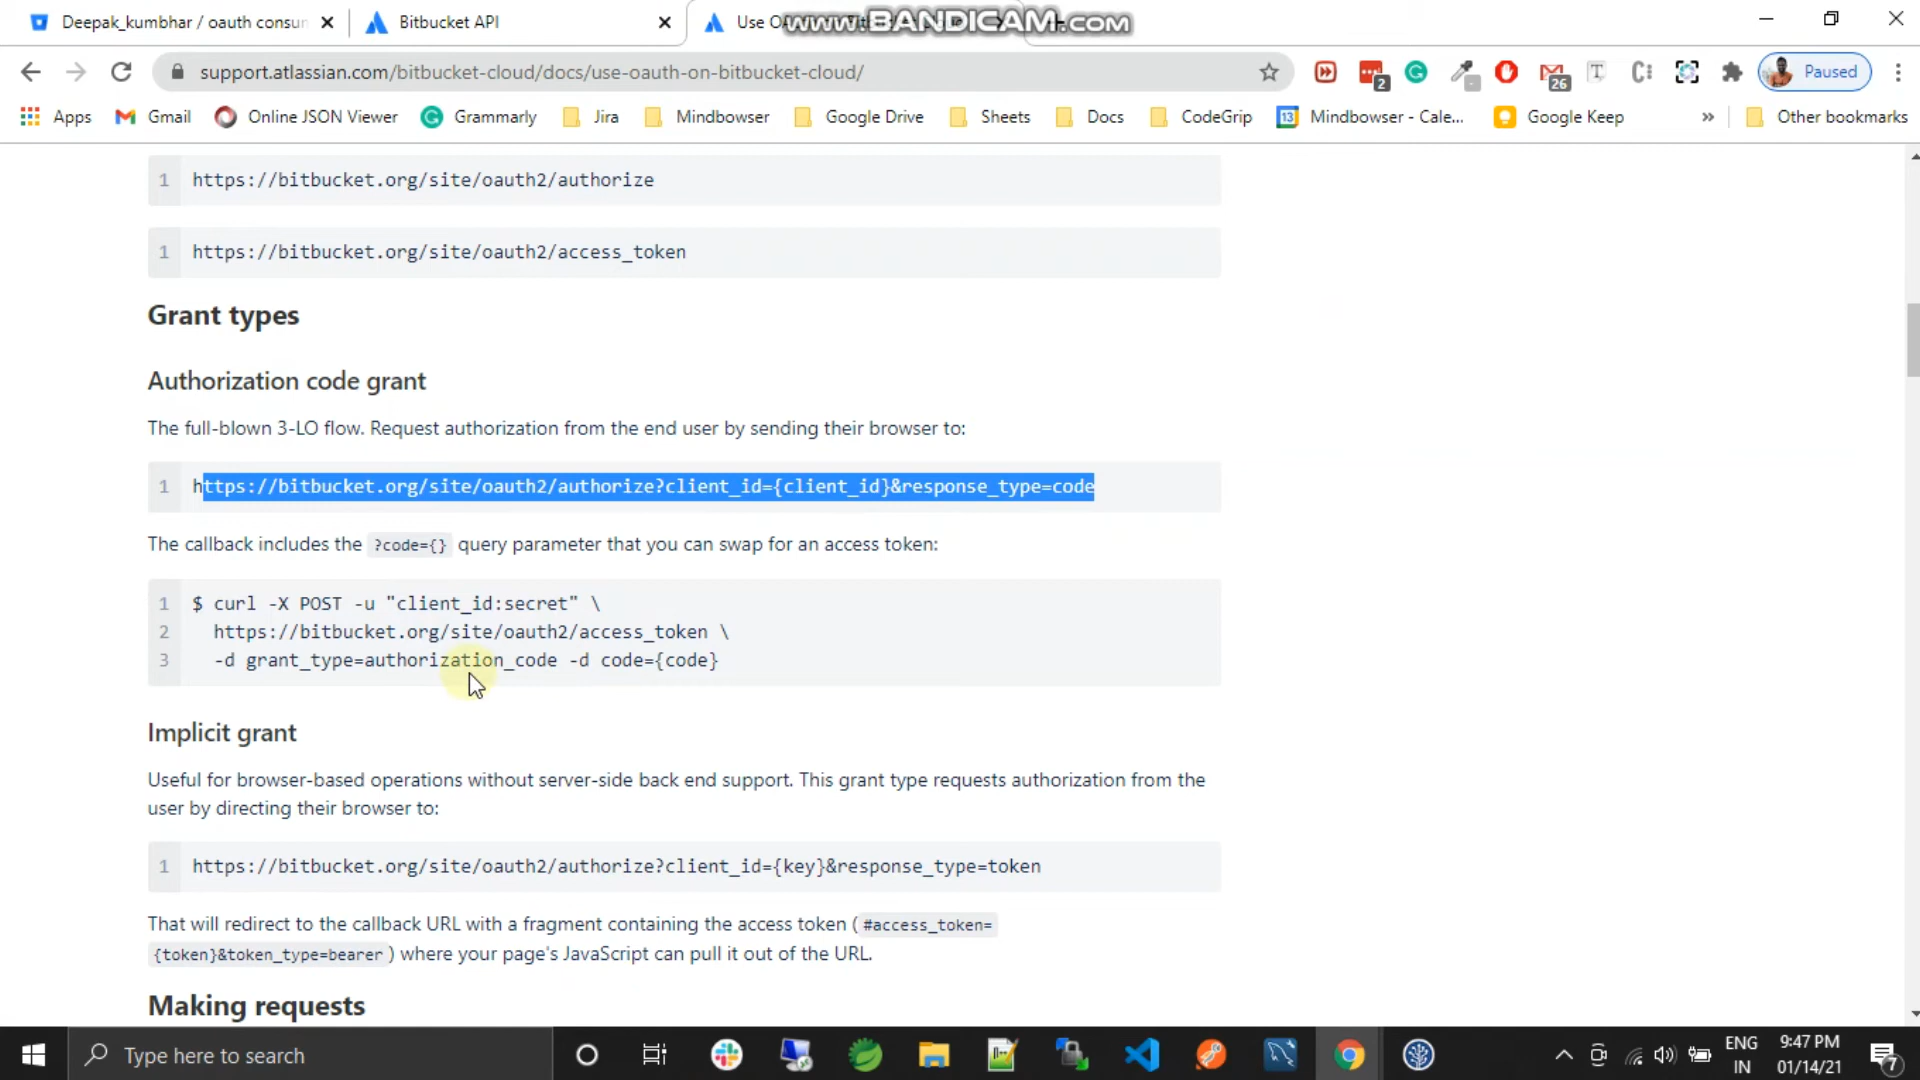 Deepak_kumbhar / oauth consun
Bitbucket API
Use O
www.BANDICAM.com
support.atlassian.com/bitbucket-cloud/docs/use-oauth-on-bitbucket-cloud/
2
26
Paused
Apps
Gmail
Online JSON Viewer
Grammarly
Jira
Mindbowser
Google Drive
Sheets
Docs
CodeGrip
13
Mindbowser - Cale...
Google Keep
»
Other bookmarks
1 https://bitbucket.org/site/oauth2/authorize
1 https://bitbucket.org/site/oauth2/access_token
Grant types
Authorization code grant
The full-blown 3-LO flow. Request authorization from the end user by sending their browser to:
1 https://bitbucket.org/site/oauth2/authorize?client_id={client_id}&response_type=code
The callback includes the ?code={} query parameter that you can swap for an access token:
1 $ curl -X POST -u "client_id:secret" \
2 https://bitbucket.org/site/oauth2/access_token \
3 -d grant_type=authorization_code -d code={code}
Implicit grant
Useful for browser-based operations without server-side back end support. This grant type requests authorization from the
user by directing their browser to:
1 https://bitbucket.org/site/oauth2/authorize?client_id={key}&response_type=token
That will redirect to the callback URL with a fragment containing the access token ( #access_token=
{token}&token_type=bearer ) where your page's JavaScript can pull it out of the URL.
Making requests
Type here to search
ENG
IN
9:47 PM
01/14/21
7